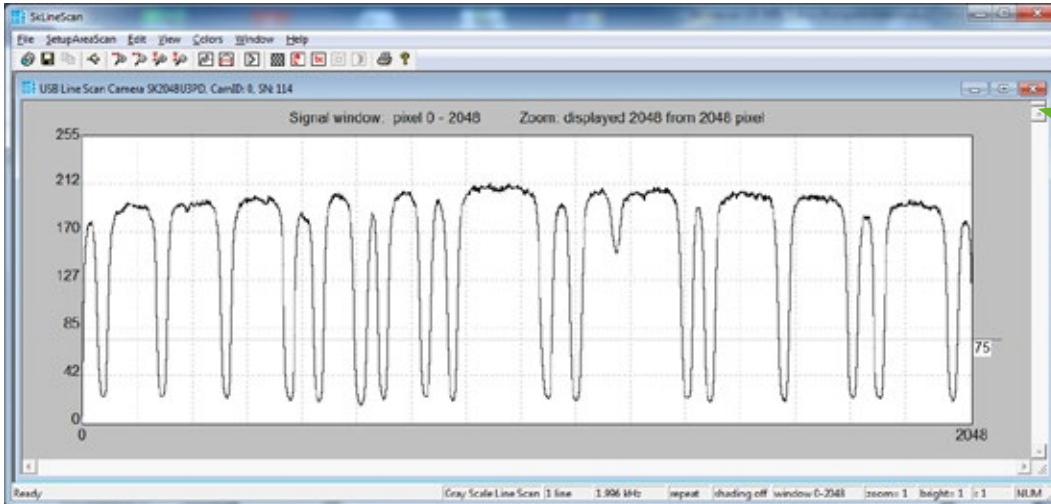 SkLineScan
File SetupAreaScan Edit View Colors Window Help
USB Line Scan Camera SK2048U3PD, CamID: 0, SN: 114
Signal window: pixel 0 - 2048 Zoom: displayed 2048 from 2048 pixel
255
212
170
127
85
75
42
0
0 2048
Ready Gray Scale Line Scan 1 line 1.996 kHz repeat shading off window 0-2048 zoom: 1 height: 1 r: 1 NUM